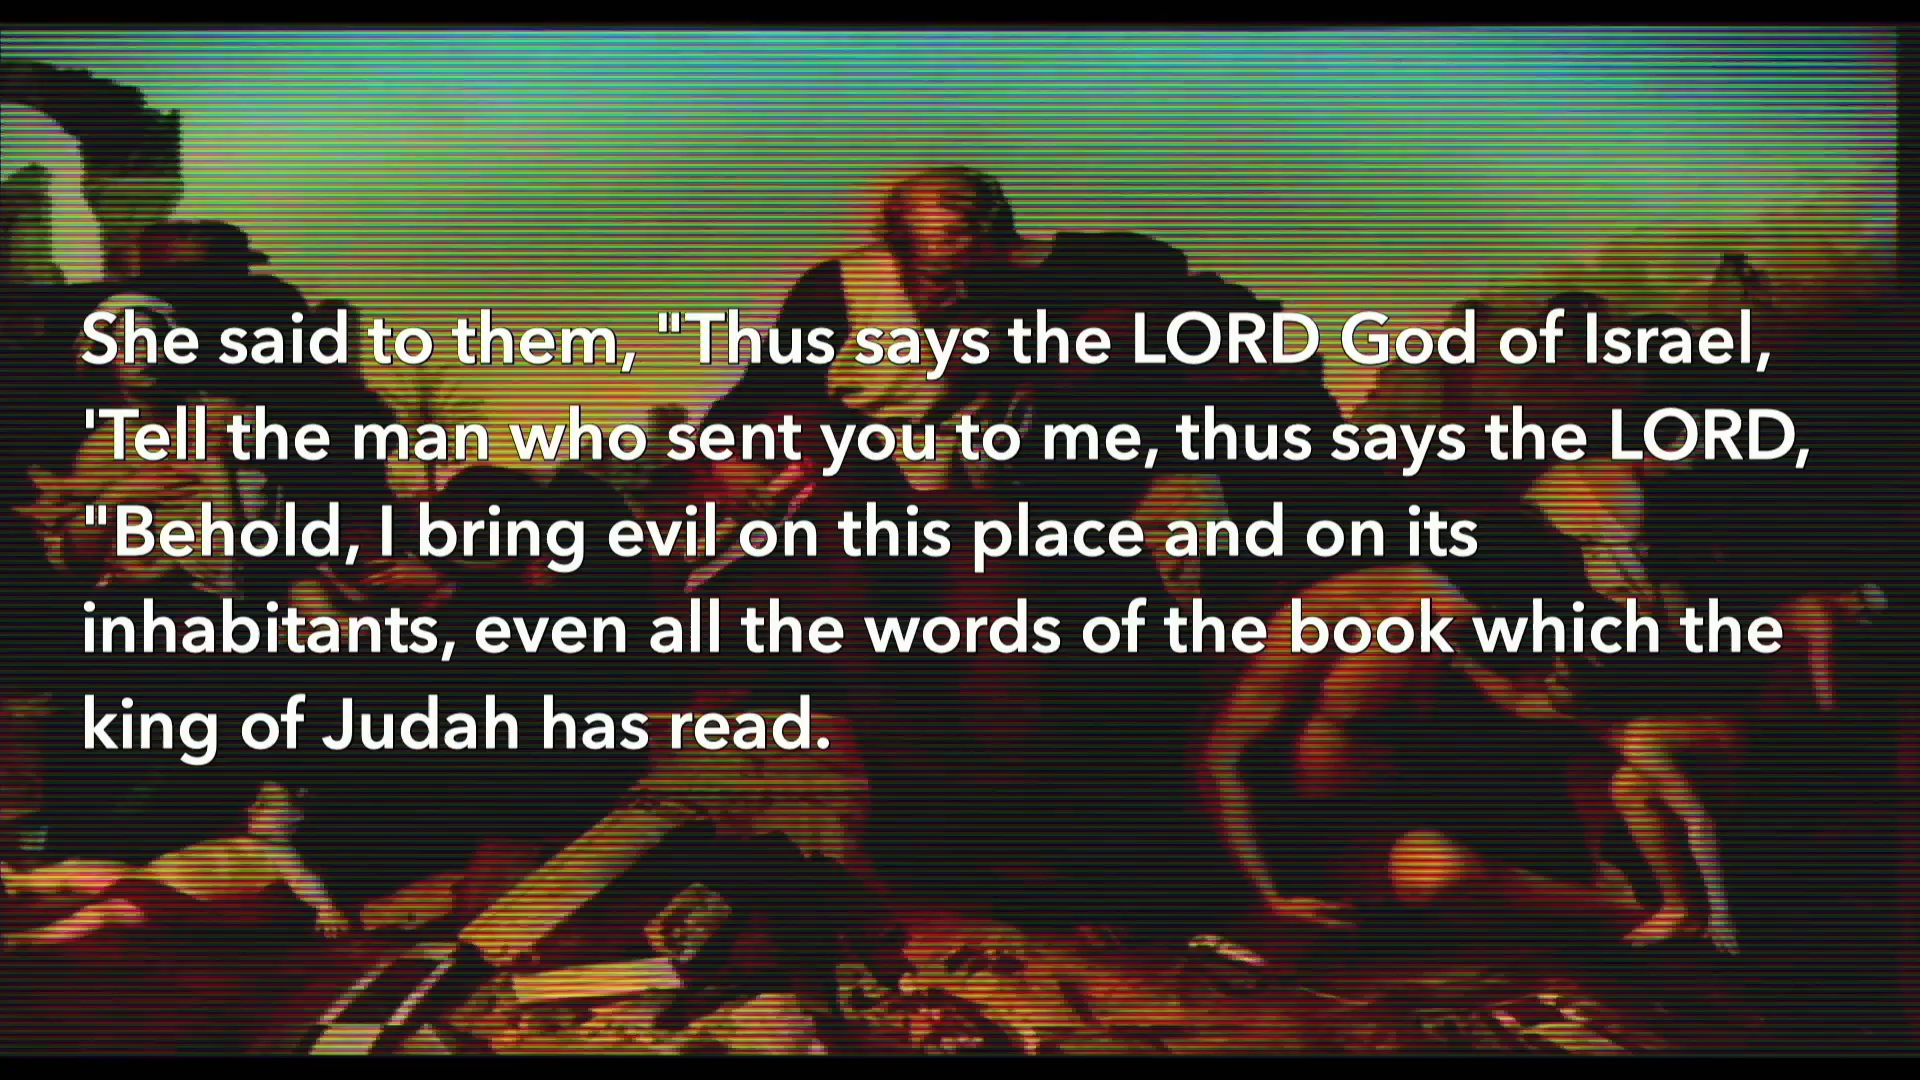 She said to them, "Thus says the LORD God of Israel,
'Tell the man who sent you to me, thus says the LORD,
"Behold, I bring evil on this place and on its
inhabitants, even all the words of the book which the
king of Judah has read.